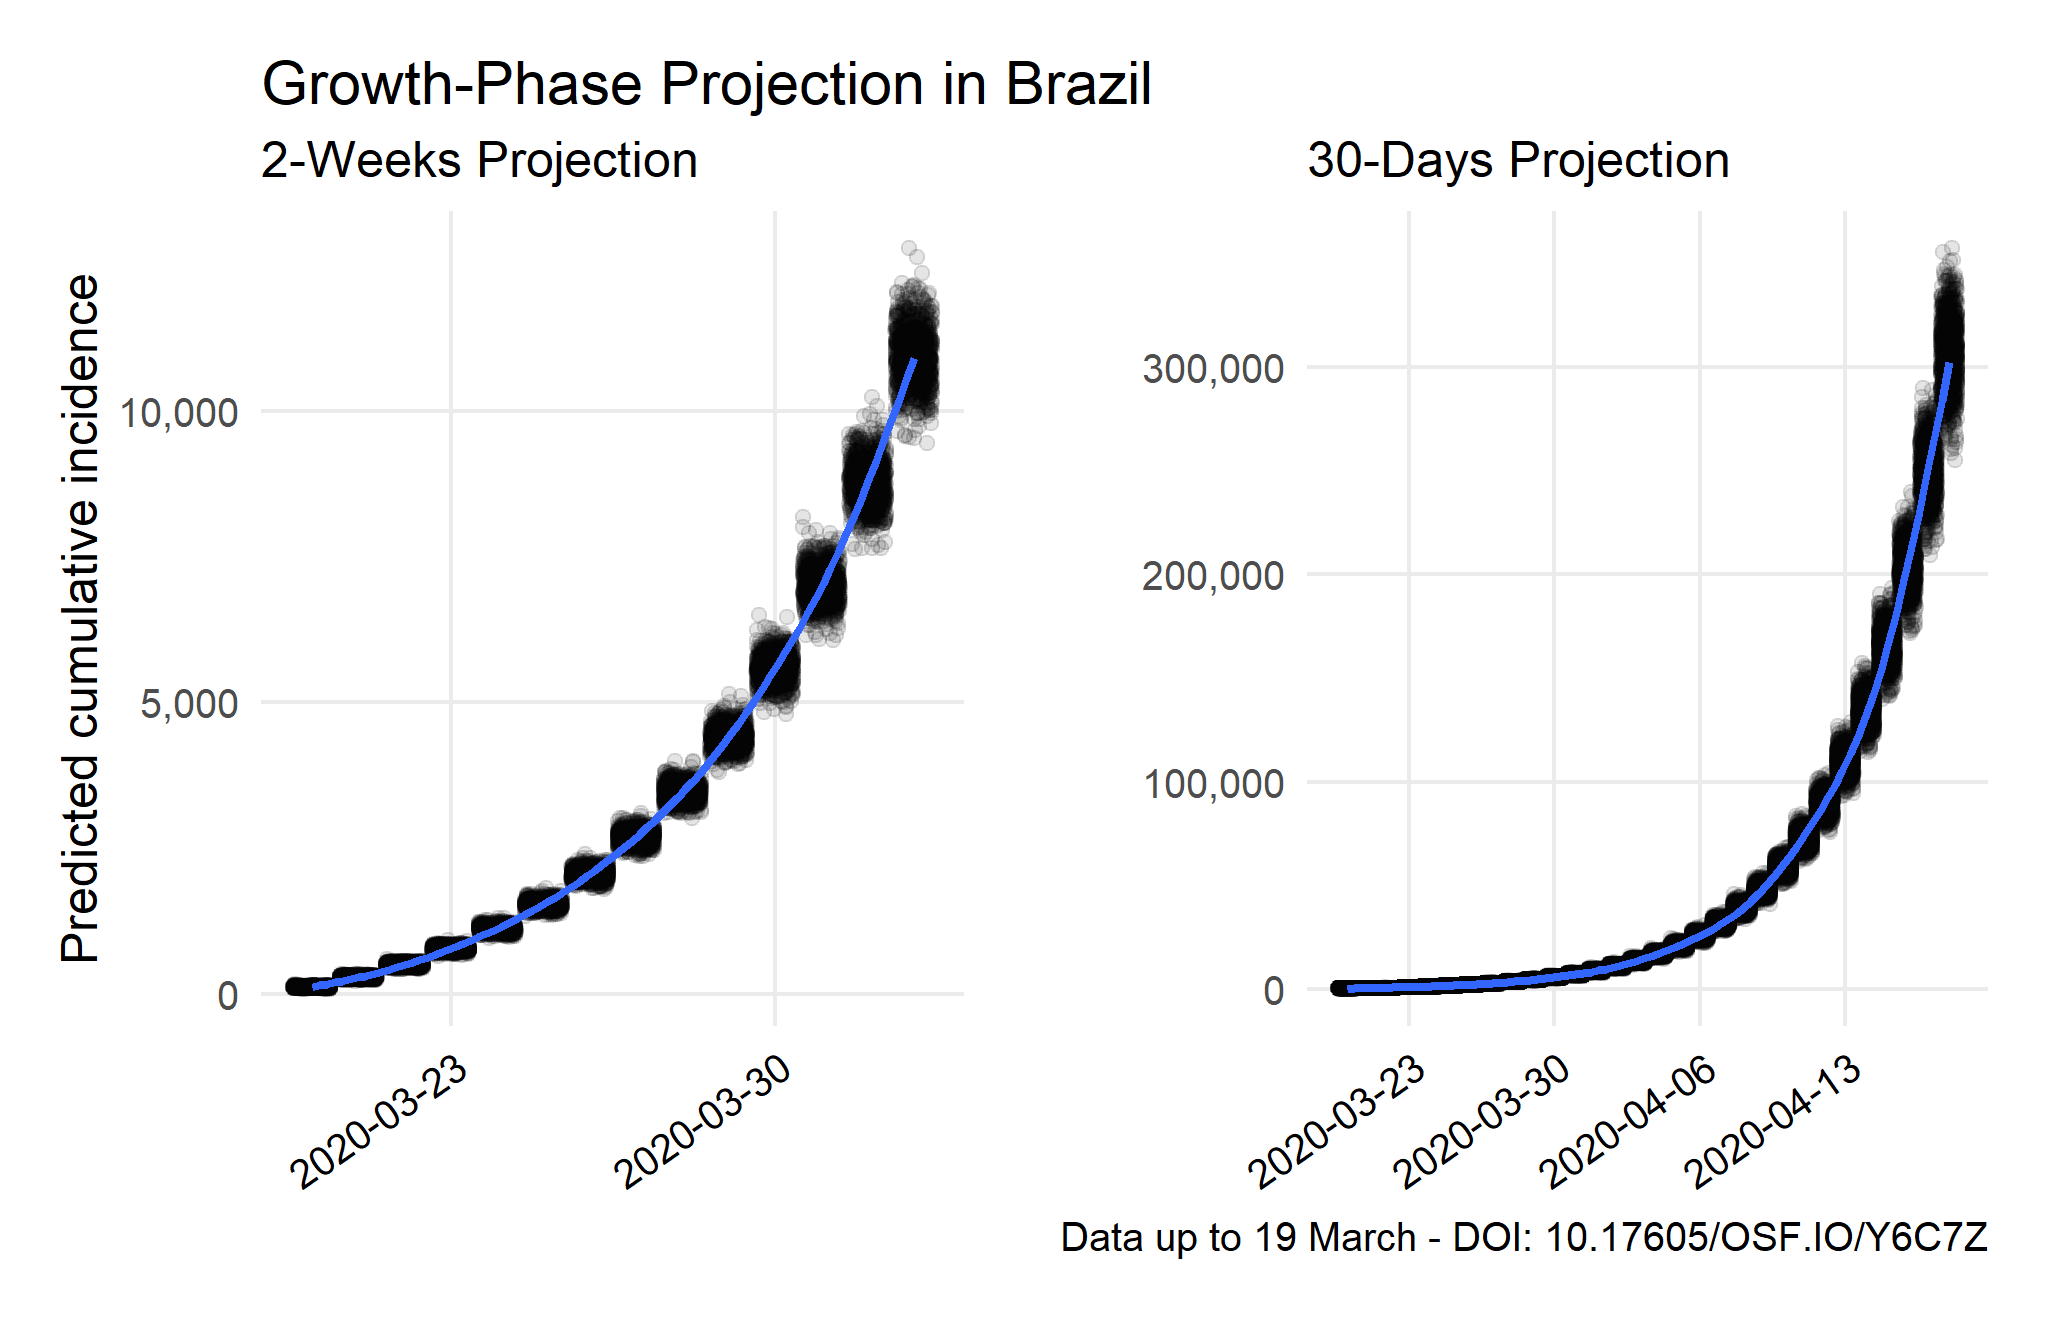 Growth-Phase Projection in Brazil
2-Weeks Projection
30-Days Projection
Predicted cumulative incidence
10,000
5,000
0
2020-03-23
2020-03-30
300,000
200,000
100,000
0
2020-03-23
2020-03-30
2020-04-06
2020-04-13
Data up to 19 March - DOI: 10.17605/OSF.IO/Y6C7Z